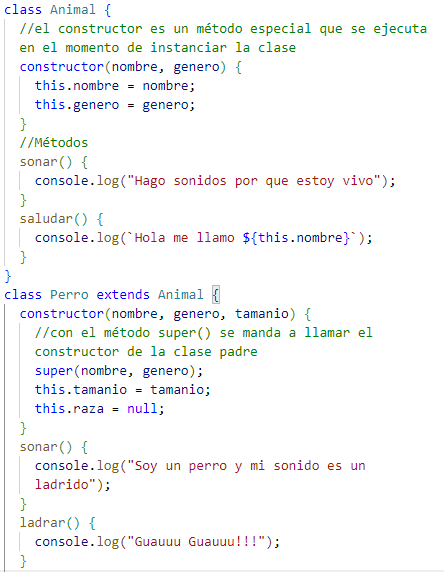 class Animal {
//el constructor es un método especial que se ejecuta
en el momento de instanciar la clase
constructor(nombre, genero) {
this.nombre = nombre;
this.genero = genero;
}
//Métodos
sonar() {
console.log("Hago sonidos por que estoy vivo");
}
saludar() {
console.log(`Hola me llamo ${this.nombre}`);
}
}
class Perro extends Animal {
constructor(nombre, genero, tamanio) {
//con el método super() se manda a llamar el
constructor de la clase padre
super(nombre, genero);
this.tamanio = tamanio;
this.raza = null;
}
sonar() {
console.log("Soy un perro y mi sonido es un
ladrido");
}
ladrar() {
console.log("Guauuu Guauuu!!!");
}